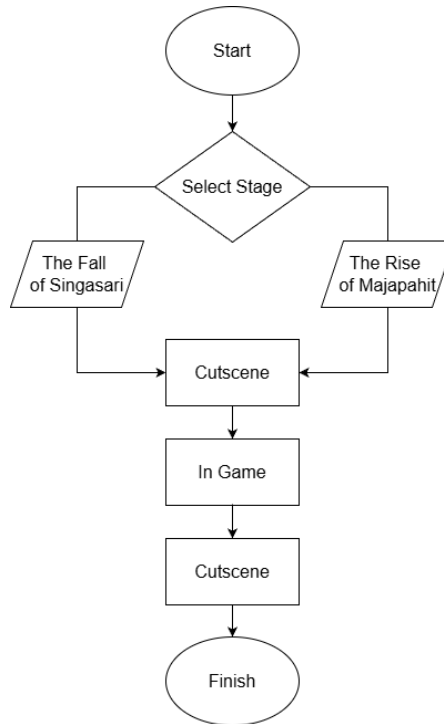 Start
Select Stage
The Fall
of Singasari
The Rise
of Majapahit
Cutscene
In Game
Cutscene
Finish